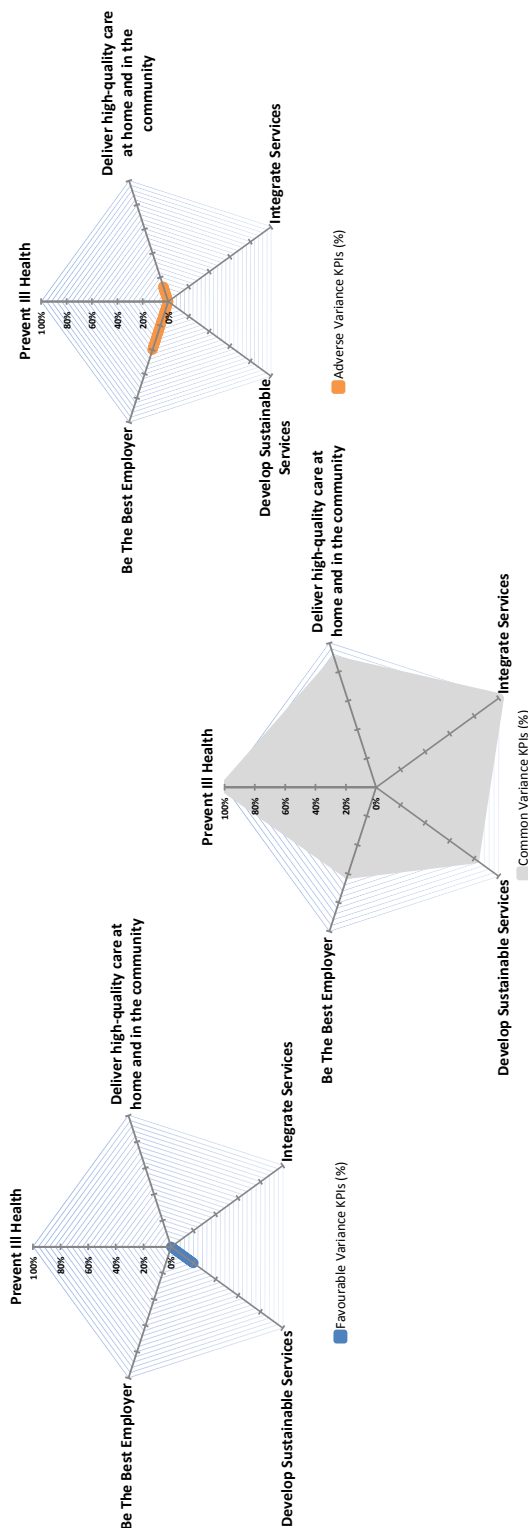 Prevent Ill Health
100%
80%
60%
40%
20%
0%
Deliver high-quality care at
home and in the community
Integrate Services
Develop Sustainable Services
Be The Best Employer
Favourable Variance KPIs (%)
Prevent Ill Health
100%
80%
60%
40%
20%
0%
Deliver high-quality care at
home and in the community
Integrate Services
Develop Sustainable Services
Be The Best Employer
Common Variance KPIs (%)
Prevent Ill Health
100%
80%
60%
40%
20%
0%
Deliver high-quality care
at home and in the
community
Integrate Services
Develop Sustainable
Services
Be The Best Employer
Adverse Variance KPIs (%)